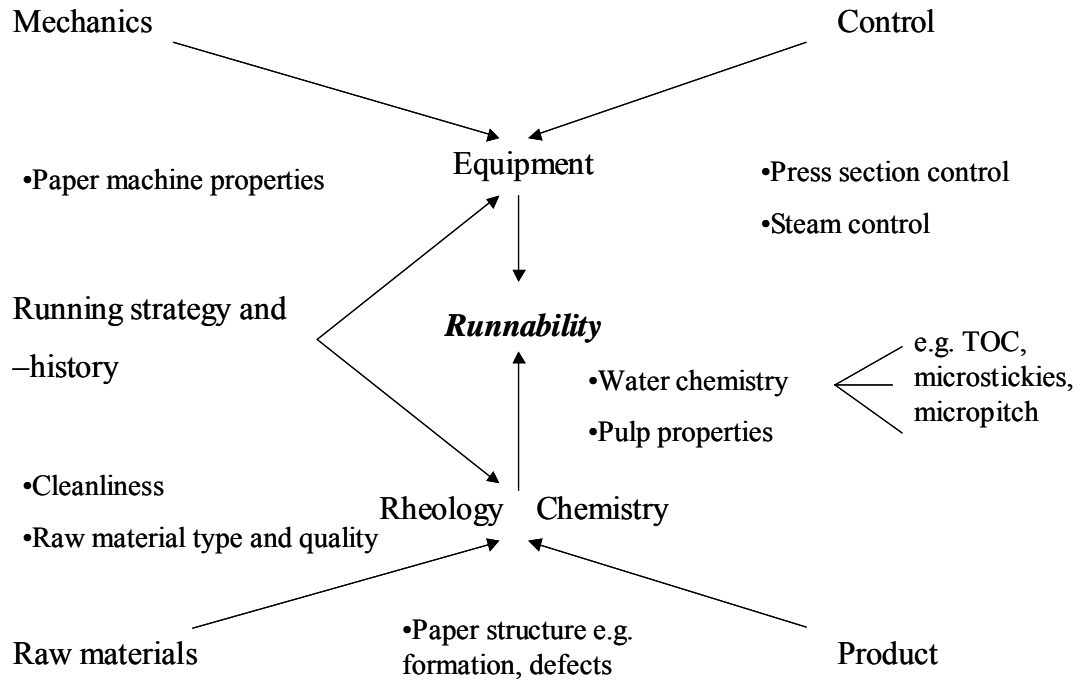 Mechanics
Control
Equipment
•Paper machine properties
•Press section control
•Steam control
Running strategy and
–history
Runnability
e.g. TOC,
microstickies,
micropitch
•Water chemistry
•Pulp properties
•Cleanliness
•Raw material type and quality
Rheology
Chemistry
Raw materials
•Paper structure e.g.
formation, defects
Product